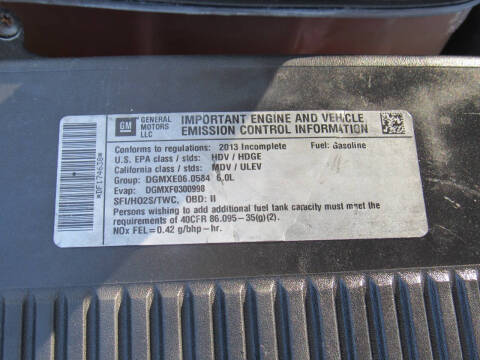 GM GENERAL MOTORS LLC
IMPORTANT ENGINE AND VEHICLE
EMISSION CONTROL INFORMATION
Conforms to regulations: 2013 Incomplete Fuel: Gasoline
U.S. EPA class / stds: HDV / HDGE
California class / stds: MDV / ULEV
Group: DGMXE06.0584 6.0L
Evap: DGMXF0300998
SFI/HO2S/TWC, OBD: II
Persons wishing to add additional fuel tank capacity must meet the
requirements of 40CFR 86.095-35(g)(2).
NOx FEL=0.42 g/bhp-hr.
*DF174638*